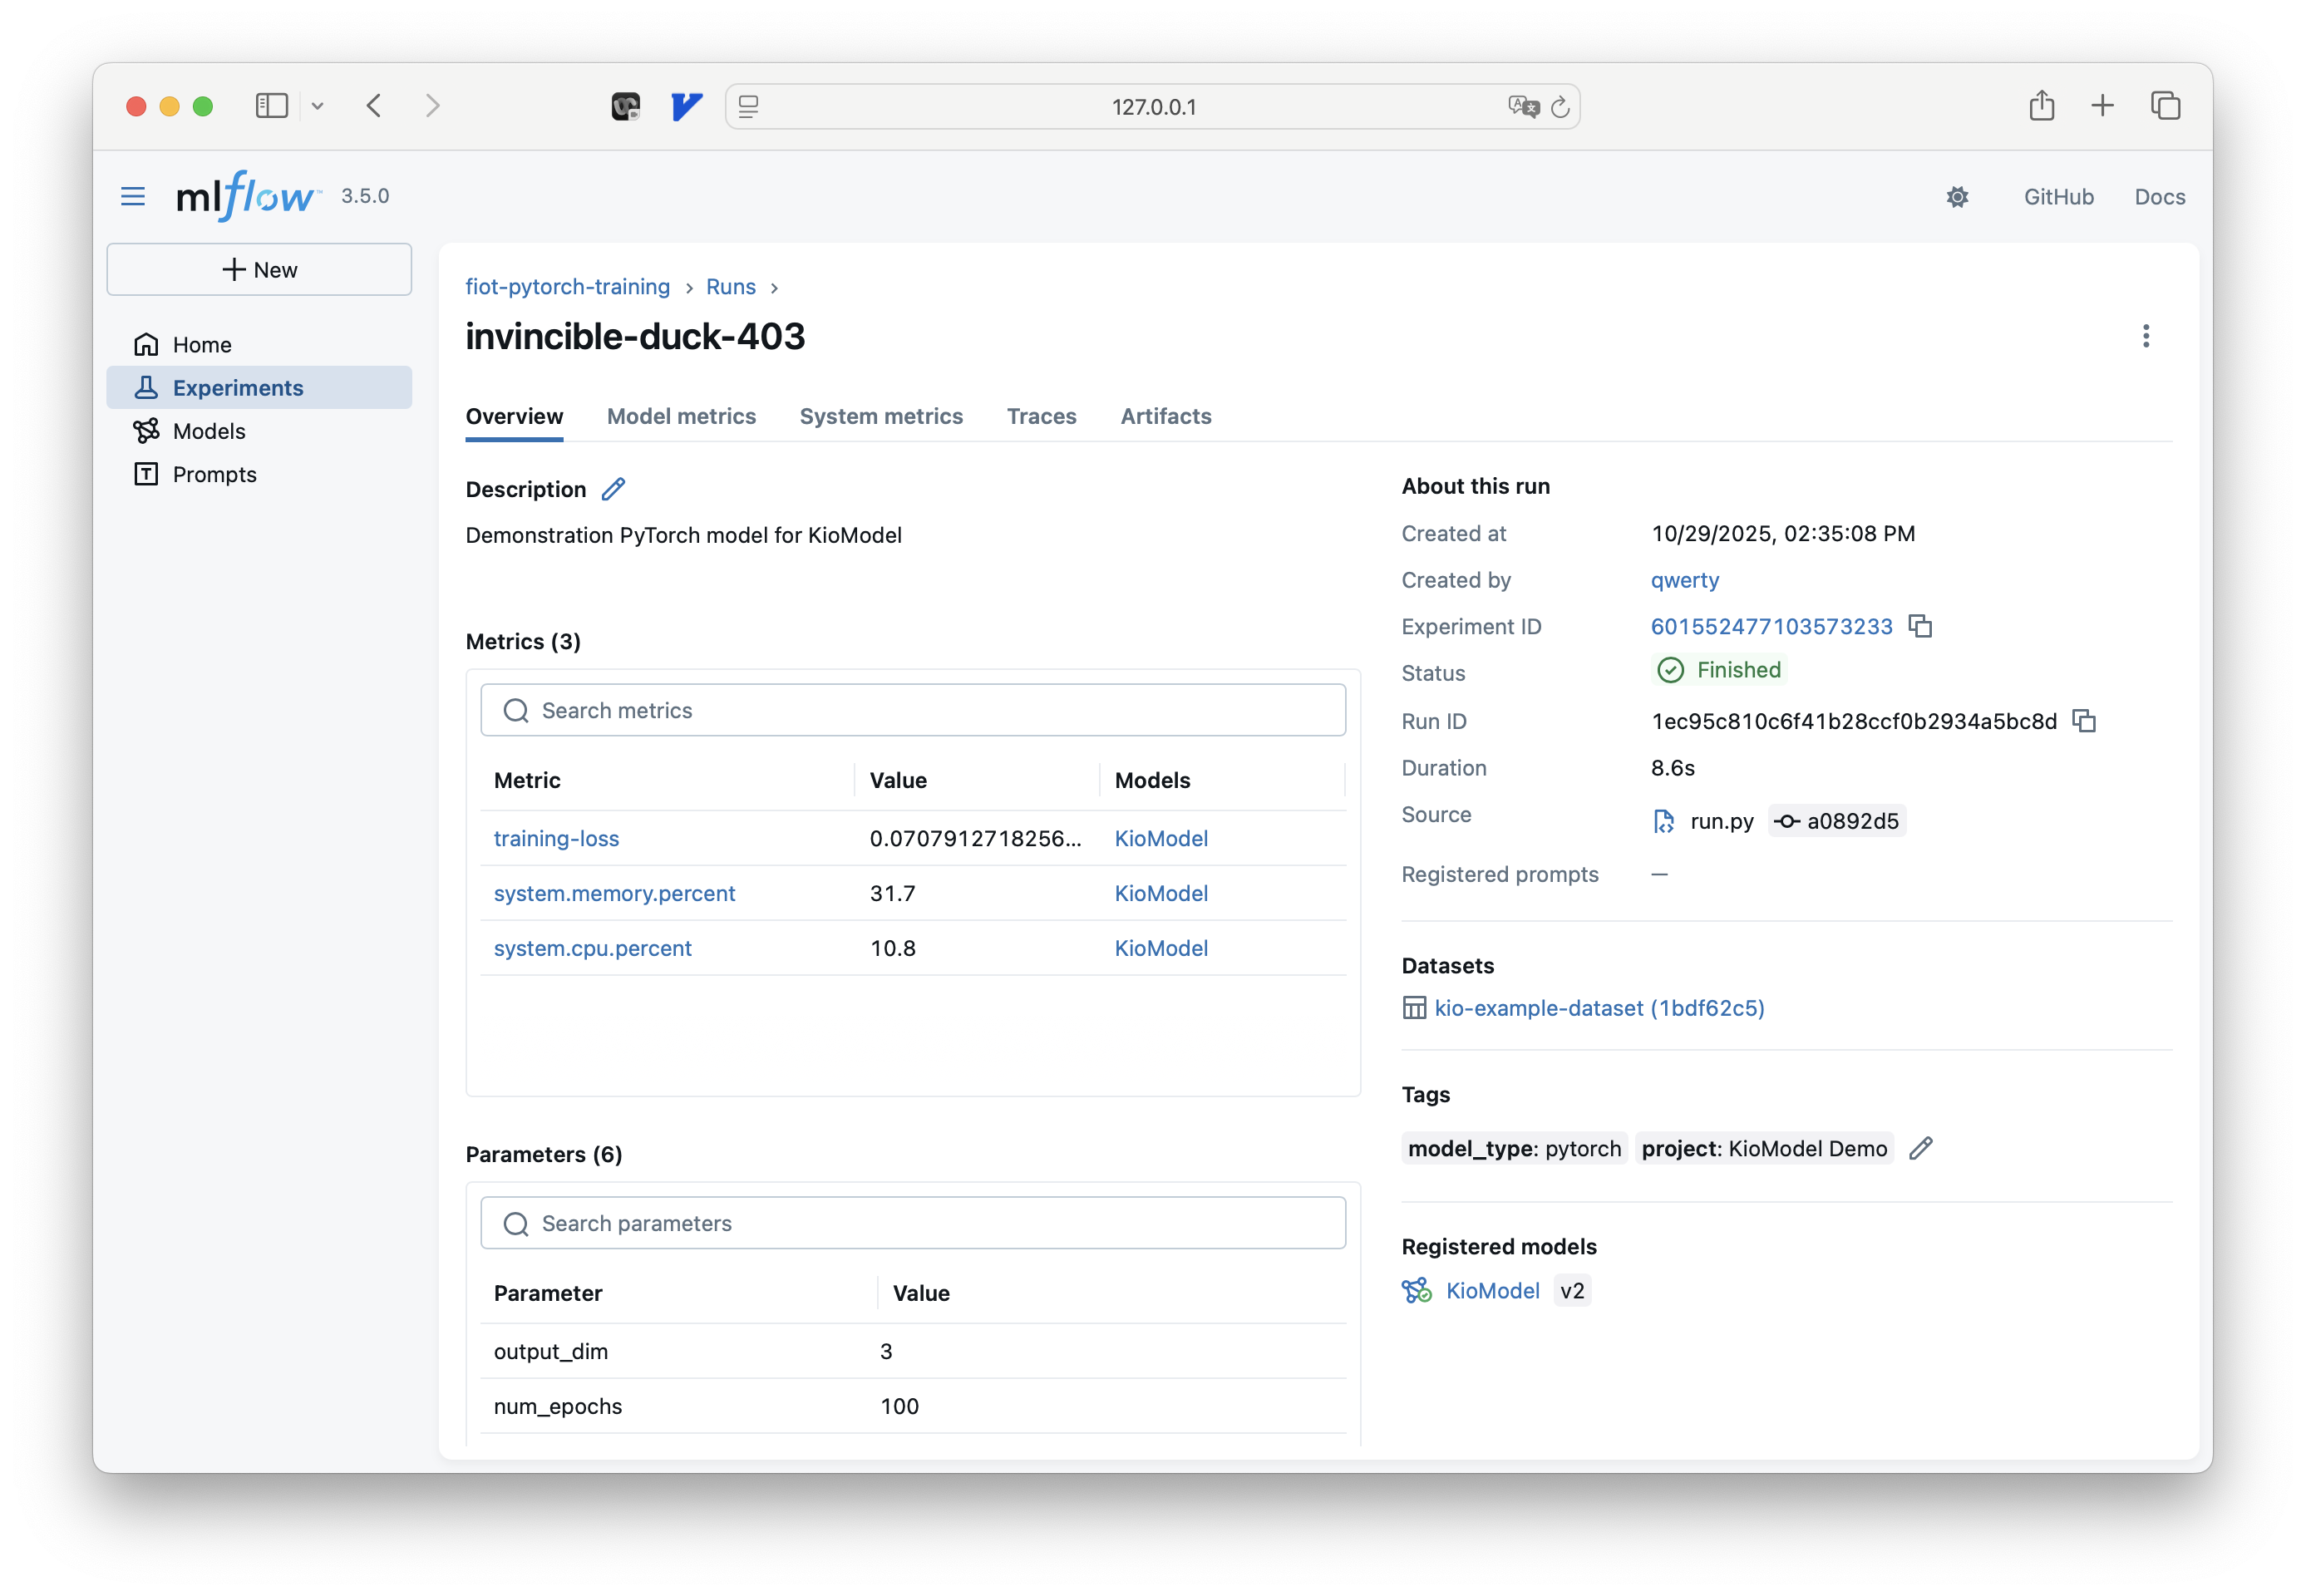 127.0.0.1
mlflow™ 3.5.0
GitHub
Docs
New
Home
Experiments
Models
Prompts
fiot-pytorch-training › Runs ›
invincible-duck-403
Overview
Model metrics
System metrics
Traces
Artifacts
Description
Demonstration PyTorch model for KioModel
Metrics (3)
Search metrics
Metric Value Models
training-loss 0.0707912718256... KioModel
system.memory.percent 31.7 KioModel
system.cpu.percent 10.8 KioModel
Parameters (6)
Search parameters
Parameter Value
output_dim 3
num_epochs 100
About this run
Created at 10/29/2025, 02:35:08 PM
Created by qwerty
Experiment ID 601552477103573233
Status Finished
Run ID 1ec95c810c6f41b28ccf0b2934a5bc8d
Duration 8.6s
Source run.py a0892d5
Registered prompts —
Datasets
kio-example-dataset (1bdf62c5)
Tags
model_type: pytorch project: KioModel Demo
Registered models
KioModel v2